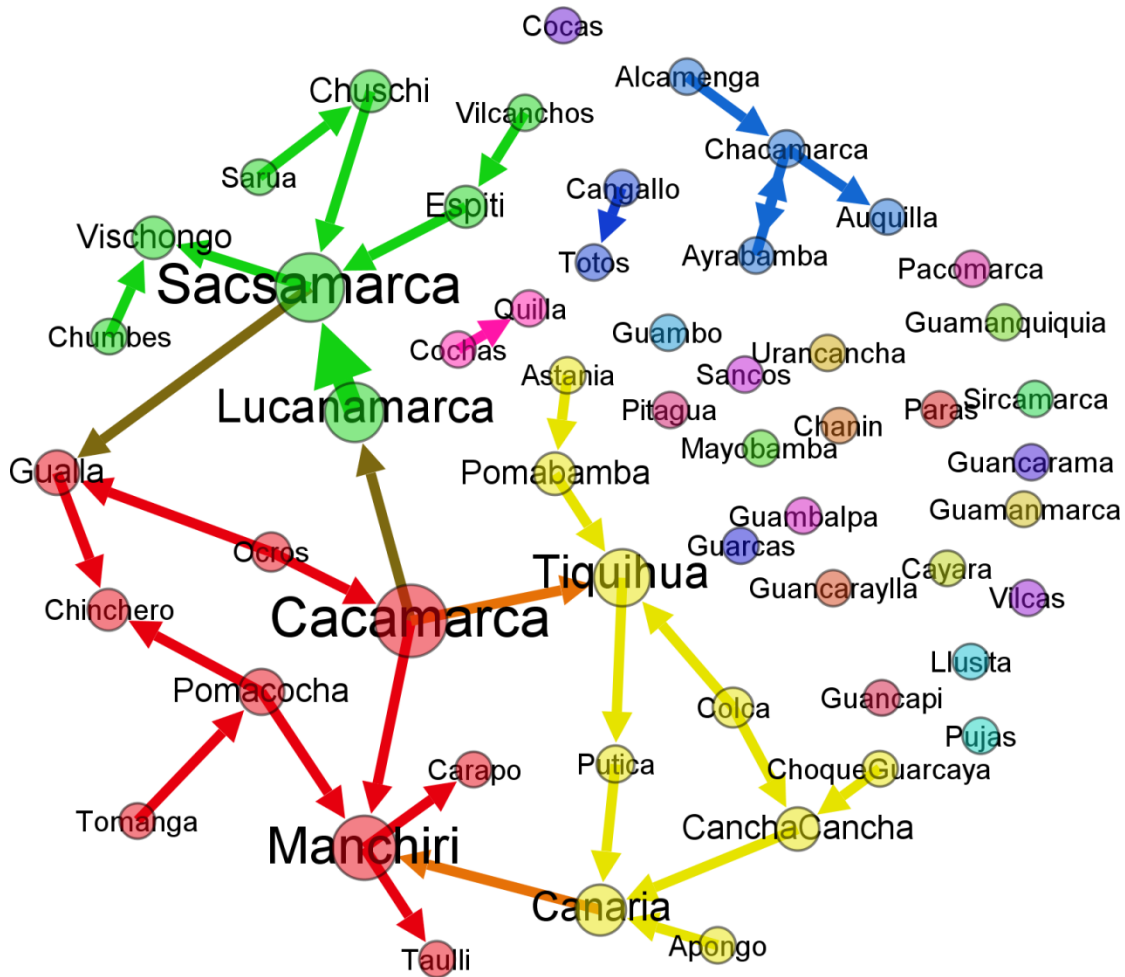 Cocas
Alcamenga
Chuschi
Vilcanchos
Chacamarca
Sarua
Cangallo
Espiti
Auquilla
Vischongo
Totos
Ayrabamba
Pacomarca
Sacsamarca
Quilla
Guamanquiquia
Chumbes
Guambo
Cochas
Urancancha
Astania
Sancos
Lucanamarca
Pitagua
Chanin
Paras
Sircamarca
Mayobamba
Gualla
Pomabamba
Guancarama
Guambalpa
Guamanmarca
Ocros
Guarcas
Tiquihua
Cayara
Guancaraylla
Vilcas
Chinchero
Cacamarca
Llusita
Pomacocha
Colca
Guancapi
Pujas
Carapo
Putica
ChoqueGuarcaya
Tomanga
CanchaCancha
Manchiri
Canaria
Apongo
Taulli